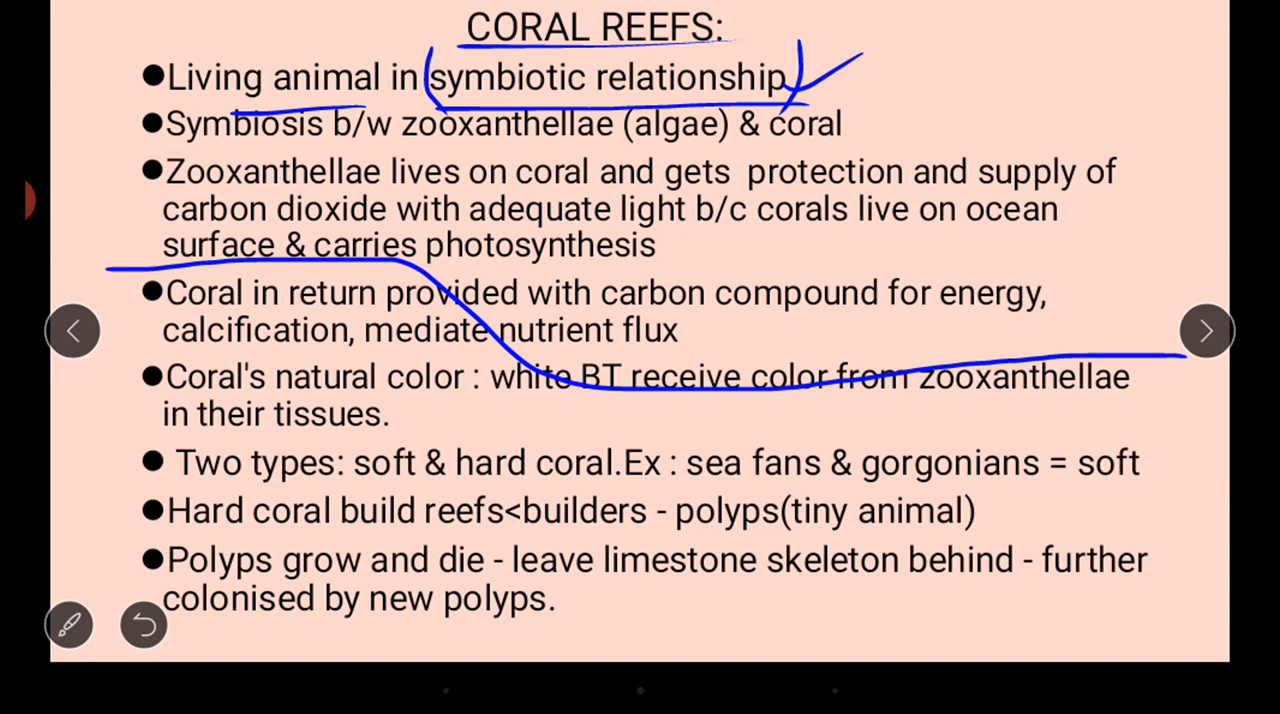 CORAL REEFS:
●Living animal in symbiotic relationship
●Symbiosis b/w zooxanthellae (algae) & coral
●Zooxanthellae lives on coral and gets protection and supply of
carbon dioxide with adequate light b/c corals live on ocean
surface & carries photosynthesis
●Coral in return provided with carbon compound for energy,
calcification, mediate nutrient flux
●Coral's natural color : white BT receive color from zooxanthellae
in their tissues.
● Two types: soft & hard coral.Ex : sea fans & gorgonians = soft
●Hard coral build reefs<builders - polyps(tiny animal)
●Polyps grow and die - leave limestone skeleton behind - further
colonised by new polyps.